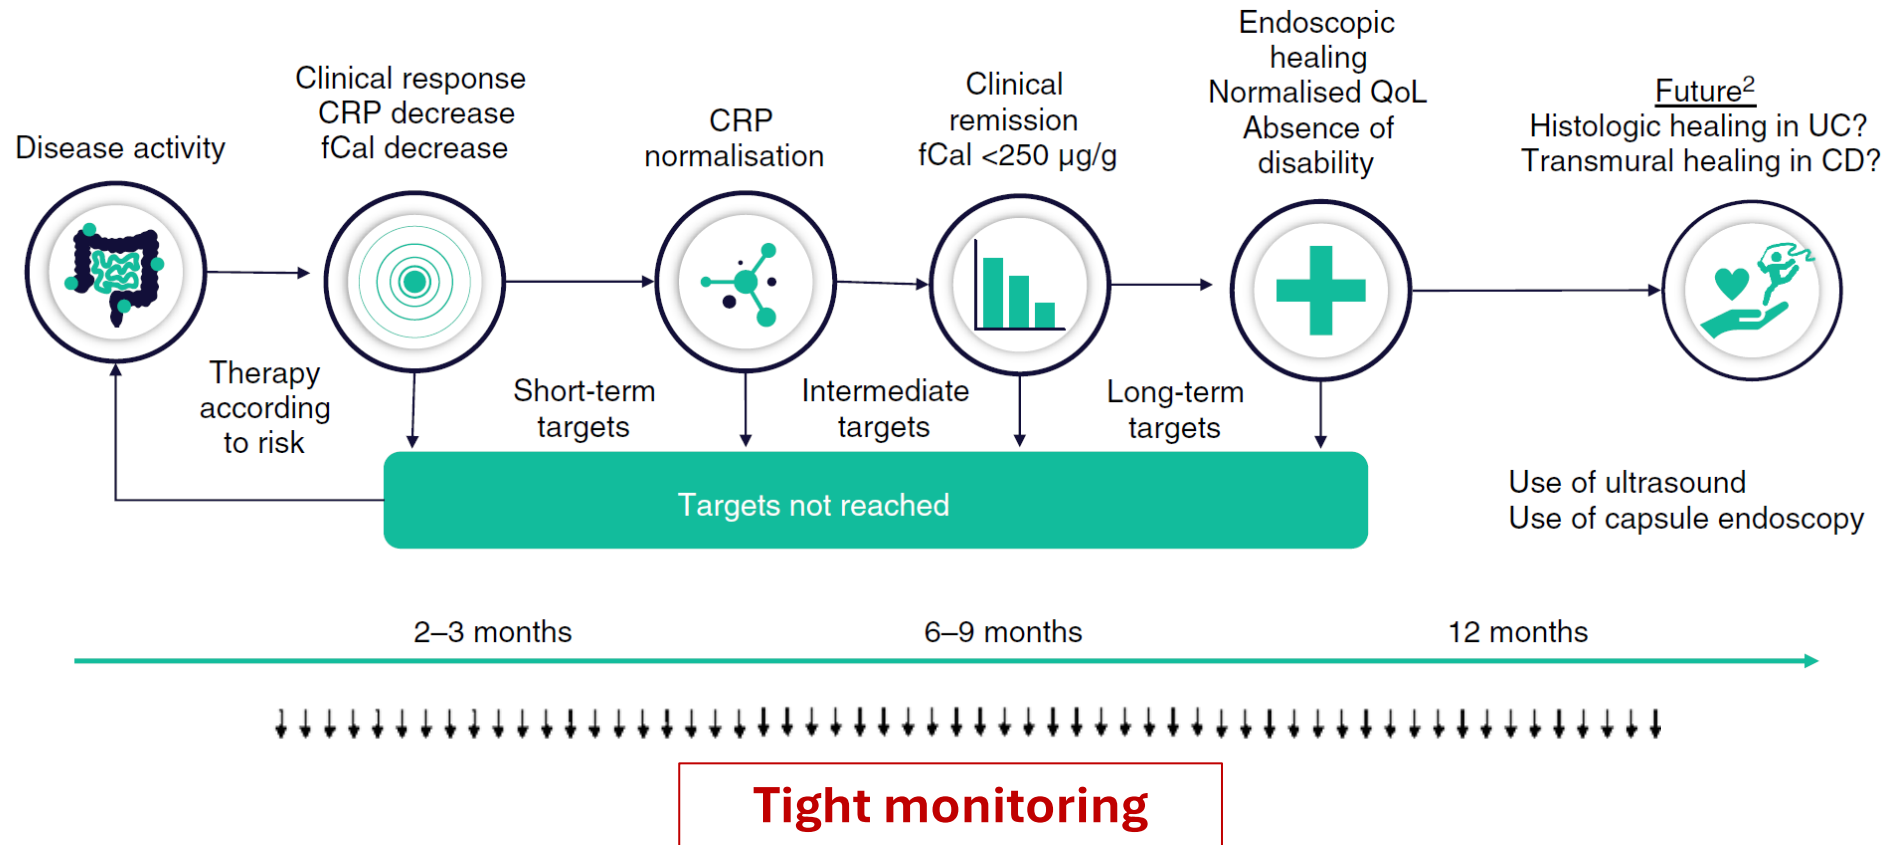 Disease activity
Clinical response
CRP decrease
fCal decrease
CRP
normalisation
Clinical
remission
fCal <250 µg/g
Endoscopic
healing
Normalised QoL
Absence of
disability
Future2
Histologic healing in UC?
Transmural healing in CD?
Therapy
according
to risk
Short-term
targets
Intermediate
targets
Long-term
targets
Targets not reached
Use of ultrasound
Use of capsule endoscopy
2–3 months
6–9 months
12 months
Tight monitoring